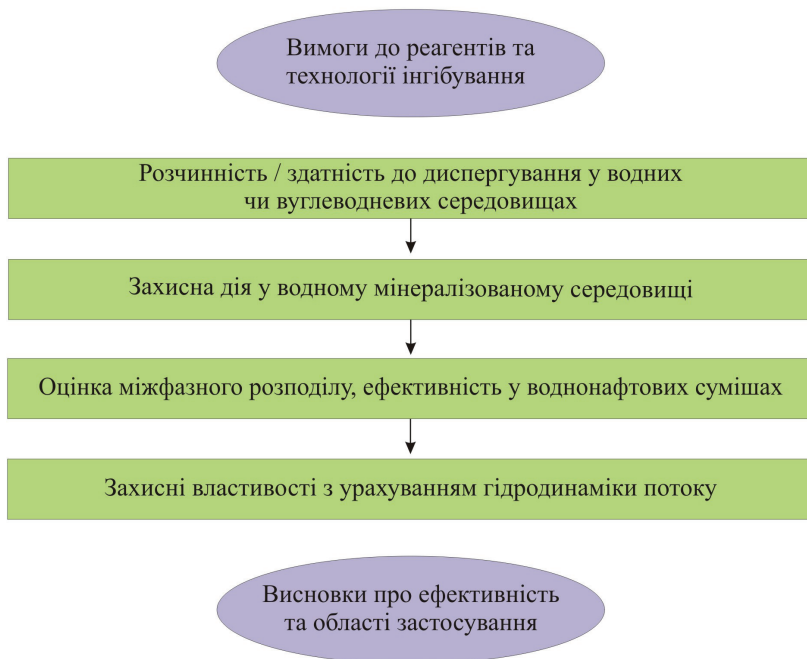 Вимоги до реагентів та
технології інгібування
Розчинність / здатність до диспергування у водних
чи вуглеводневих середовищах
Захисна дія у водному мінералізованому середовищі
Оцінка міжфазного розподілу, ефективність у воднонафтових сумішах
Захисні властивості з урахуванням гідродинаміки потоку
Висновки про ефективність
та області застосування